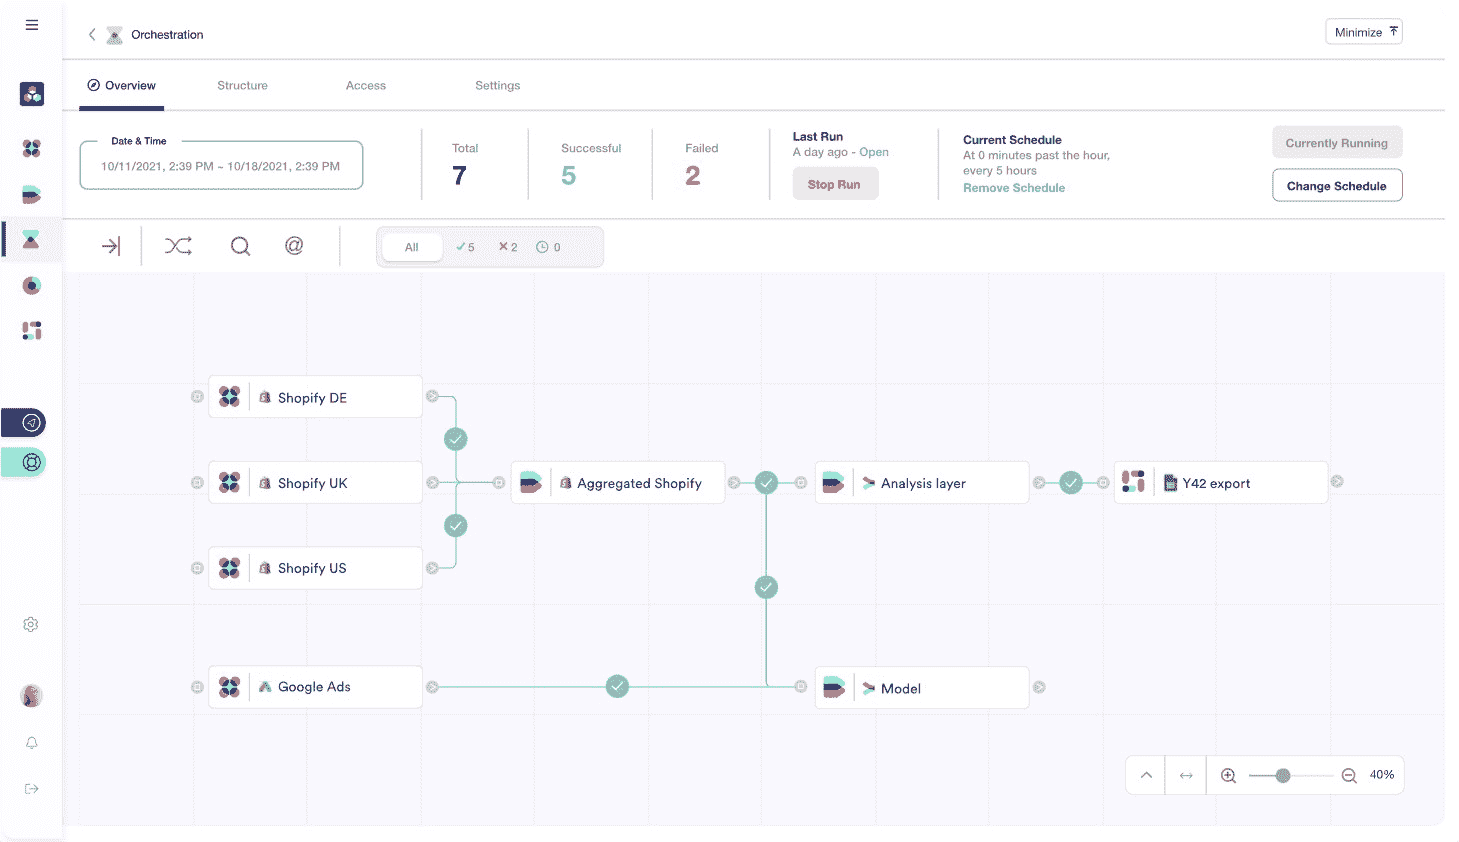 Orchestration
Minimize
Overview
Structure
Access
Settings
Date & Time
10/11/2021, 2:39 PM ~ 10/18/2021, 2:39 PM
Total
7
Successful
5
Failed
2
Last Run
A day ago - Open
Stop Run
Current Schedule
At 0 minutes past the hour,
every 5 hours
Remove Schedule
Currently Running
Change Schedule
@
All
5
2
0
Shopify DE
Shopify UK
Aggregated Shopify
Analysis layer
Y42 export
Shopify US
Google Ads
Model
40%